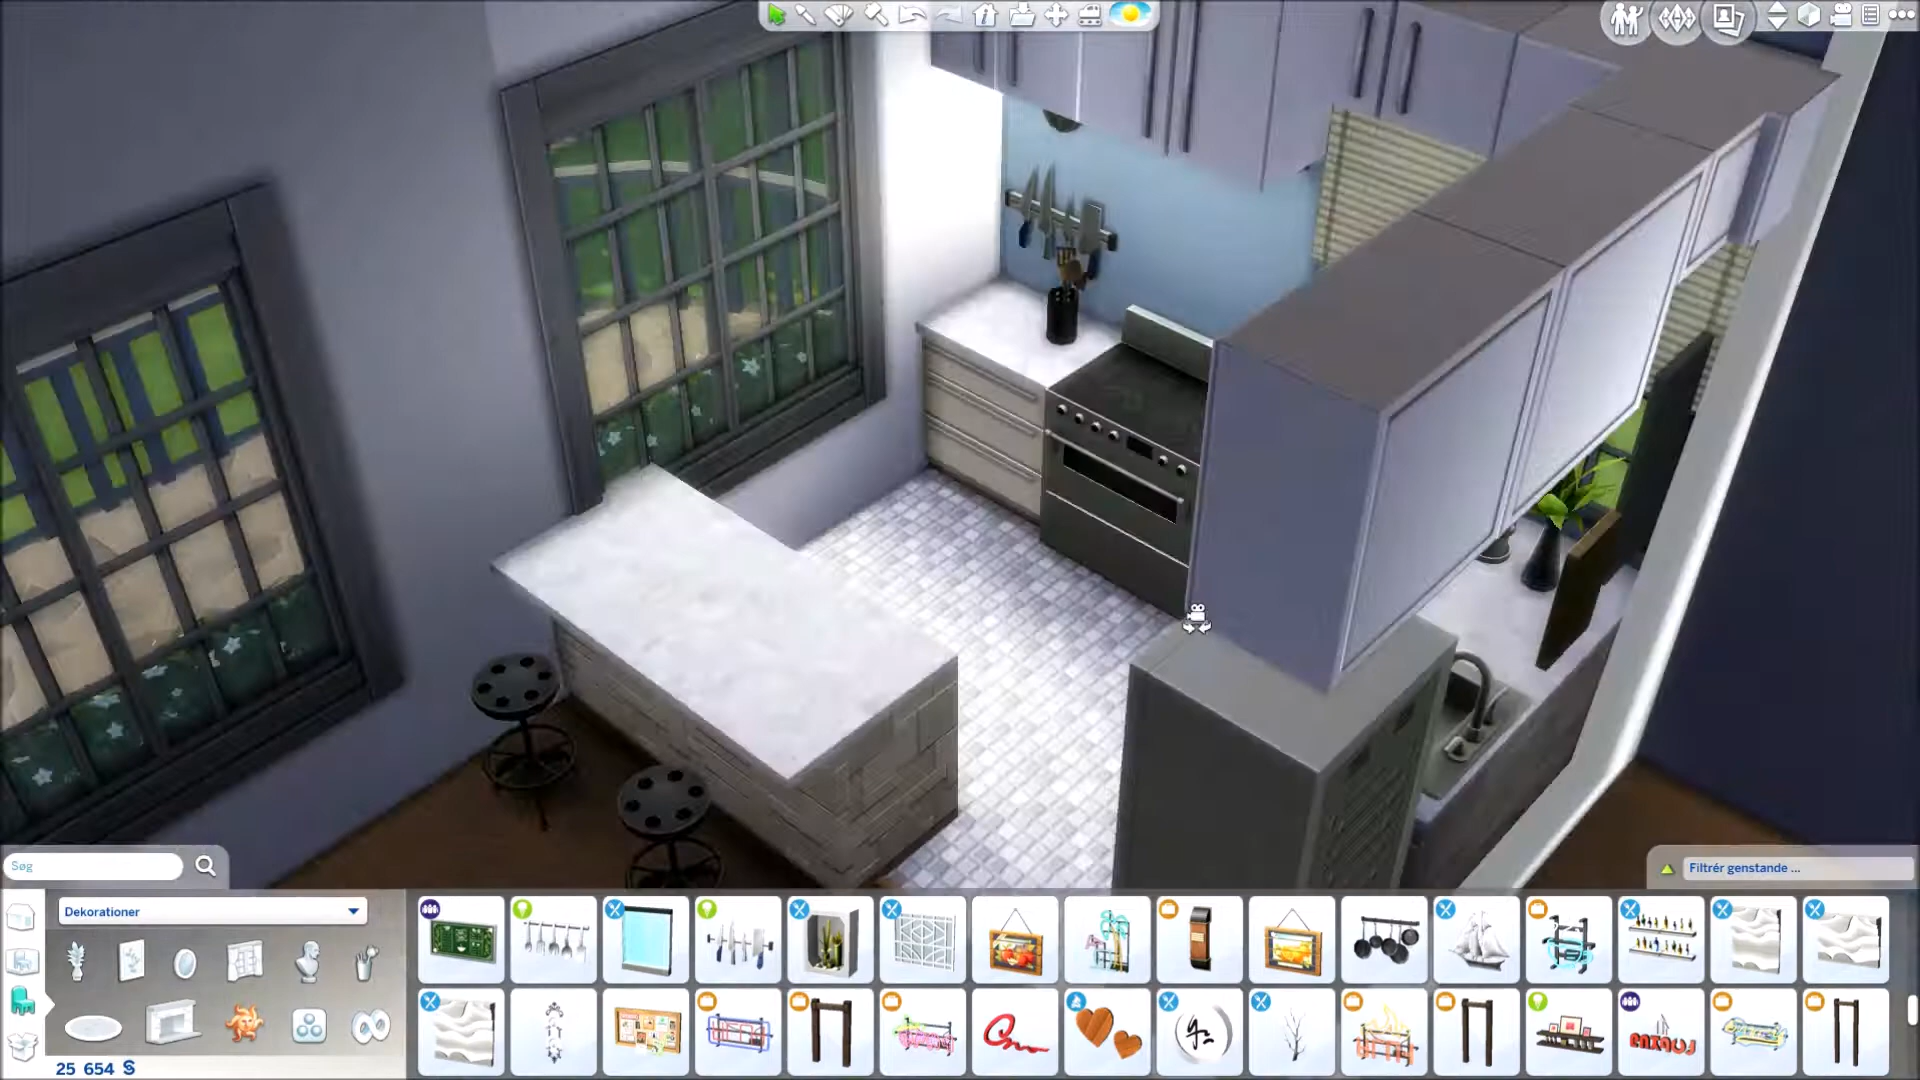 Søg
Filtrér genstande ...
Dekorationer
25 654 S